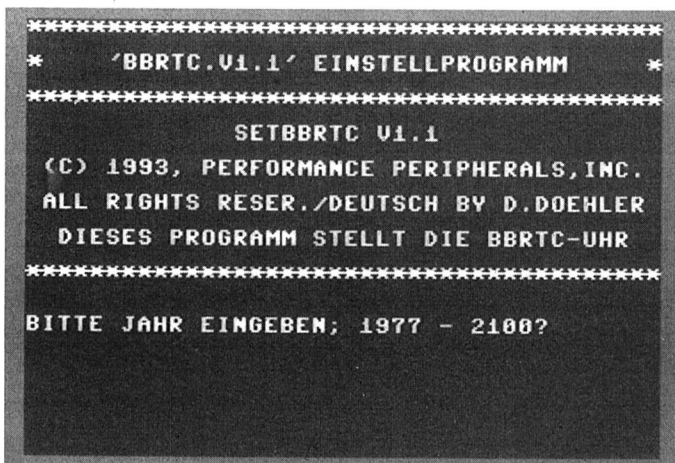 ****************************************
* 'BBRTC.V1.1' EINSTELLPROGRAMM *
****************************************
SETBBRTC V1.1
(C) 1993, PERFORMANCE PERIPHERALS,INC.
ALL RIGHTS RESER./DEUTSCH BY D.DOEHLER
DIESES PROGRAMM STELLT DIE BBRTC-UHR
****************************************
BITTE JAHR EINGEBEN; 1977 - 2100?